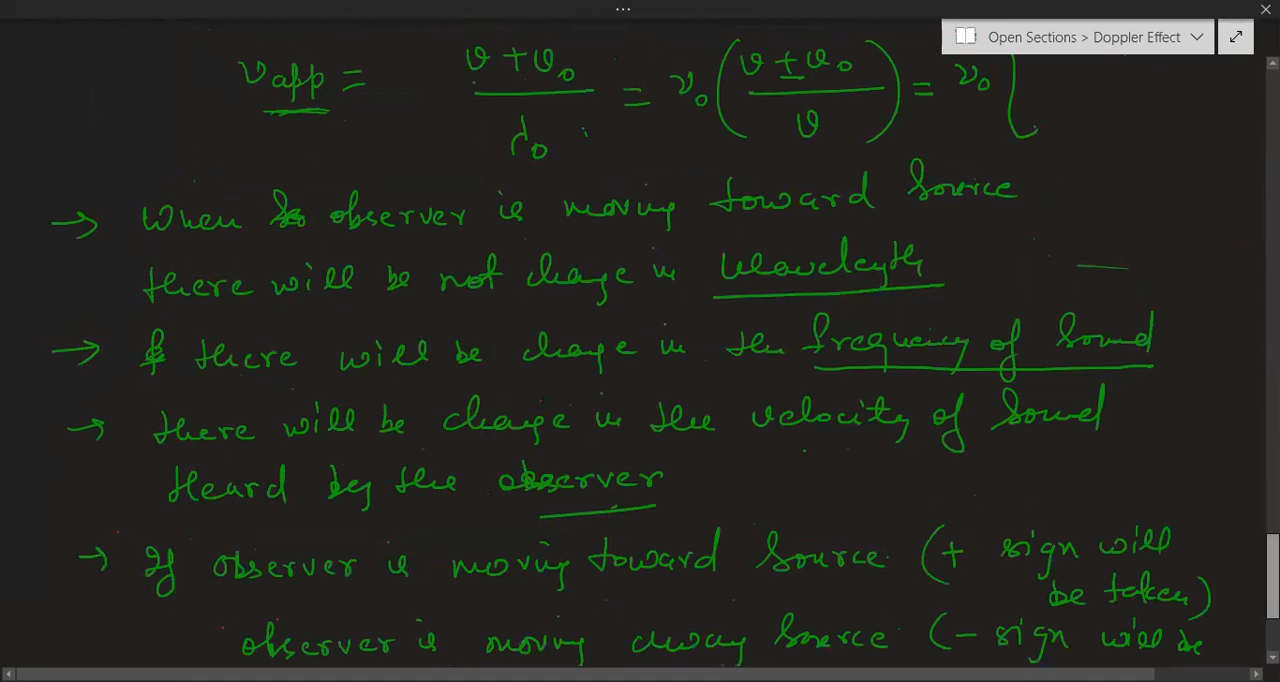 Open Sections > Doppler Effect
ν app = v + v₀ / λ₀ = ν₀ ( v ± v₀ / v ) = ν₀ {
→ When observer is moving toward Source
there will be not change in wavelength
→ there will be change in the frequency of Sound
→ there will be change in the velocity of Sound
Heard by the observer
→ If observer is moving toward Source (+ sign will
be taken)
observer is moving away Source (- sign will be